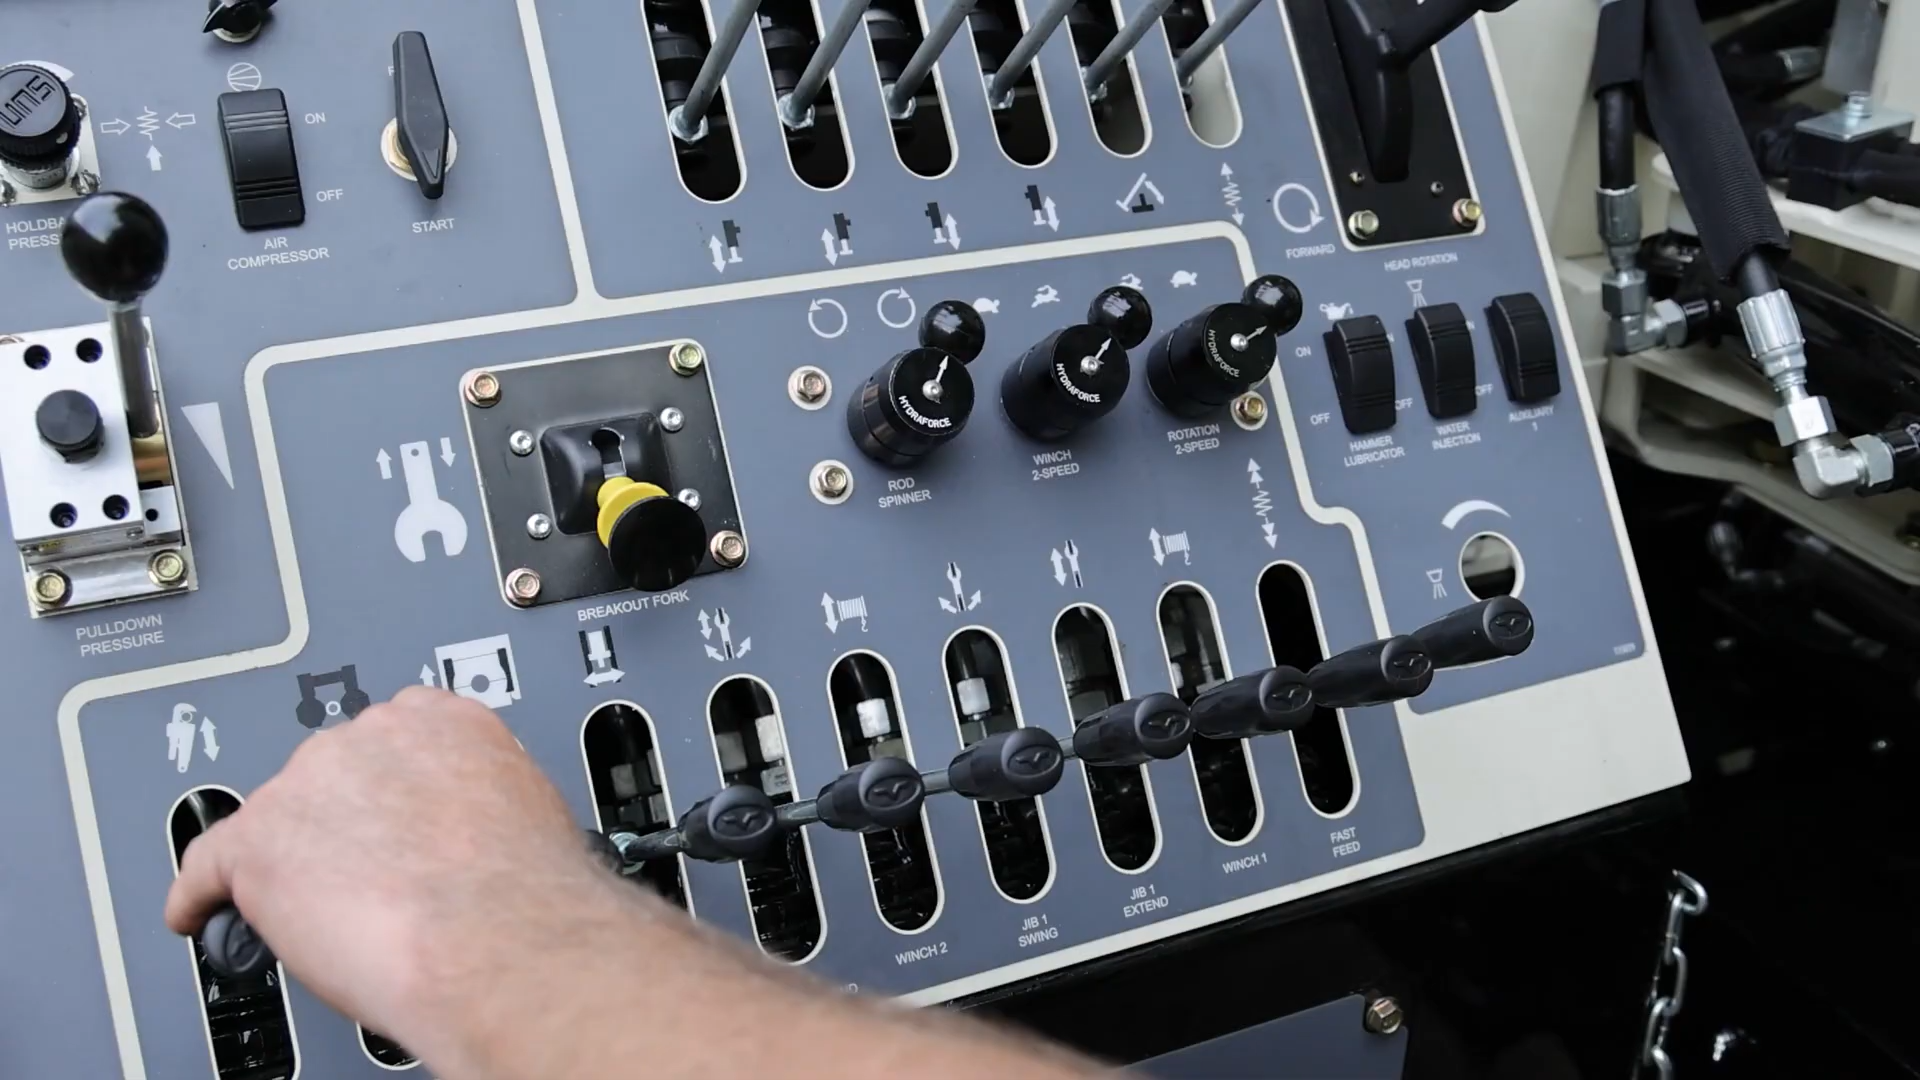 SUN
ON
OFF
HOLDBA
PRESS
AIR
COMPRESSOR
START
FORWARD
HEAD ROTATION
PULLDOWN
PRESSURE
BREAKOUT FORK
HYDRAFORCE
HYDRAFORCE
HYDRAFORCE
ROD
SPINNER
WINCH
2-SPEED
ROTATION
2-SPEED
ON
OFF
HAMMER
LUBRICATOR
OFF
WATER
INJECTION
OFF
AUXILIARY
1
WINCH 2
JIB 1
SWING
JIB 1
EXTEND
WINCH 1
FAST
FEED